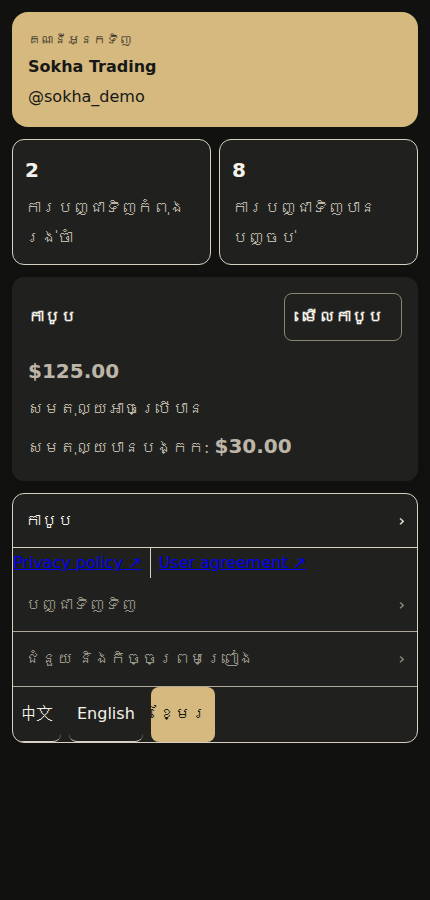 គណនីអ្នកទិញ
Sokha Trading
@sokha_demo
2
ការបញ្ជាទិញកំពុង
រង់ចាំ
8
ការបញ្ជាទិញបាន
បញ្ចប់
កាបូប
មើលកាបូប
$125.00
សមតុល្យអាចប្រើបាន
សមតុល្យបានបង្កក: $30.00
កាបូប ›
Privacy policy ↗ User agreement ↗
បញ្ជាទិញទិញ ›
ជំនួយ និងកិច្ចព្រមព្រៀង ›
中文 English ខ្មែរ